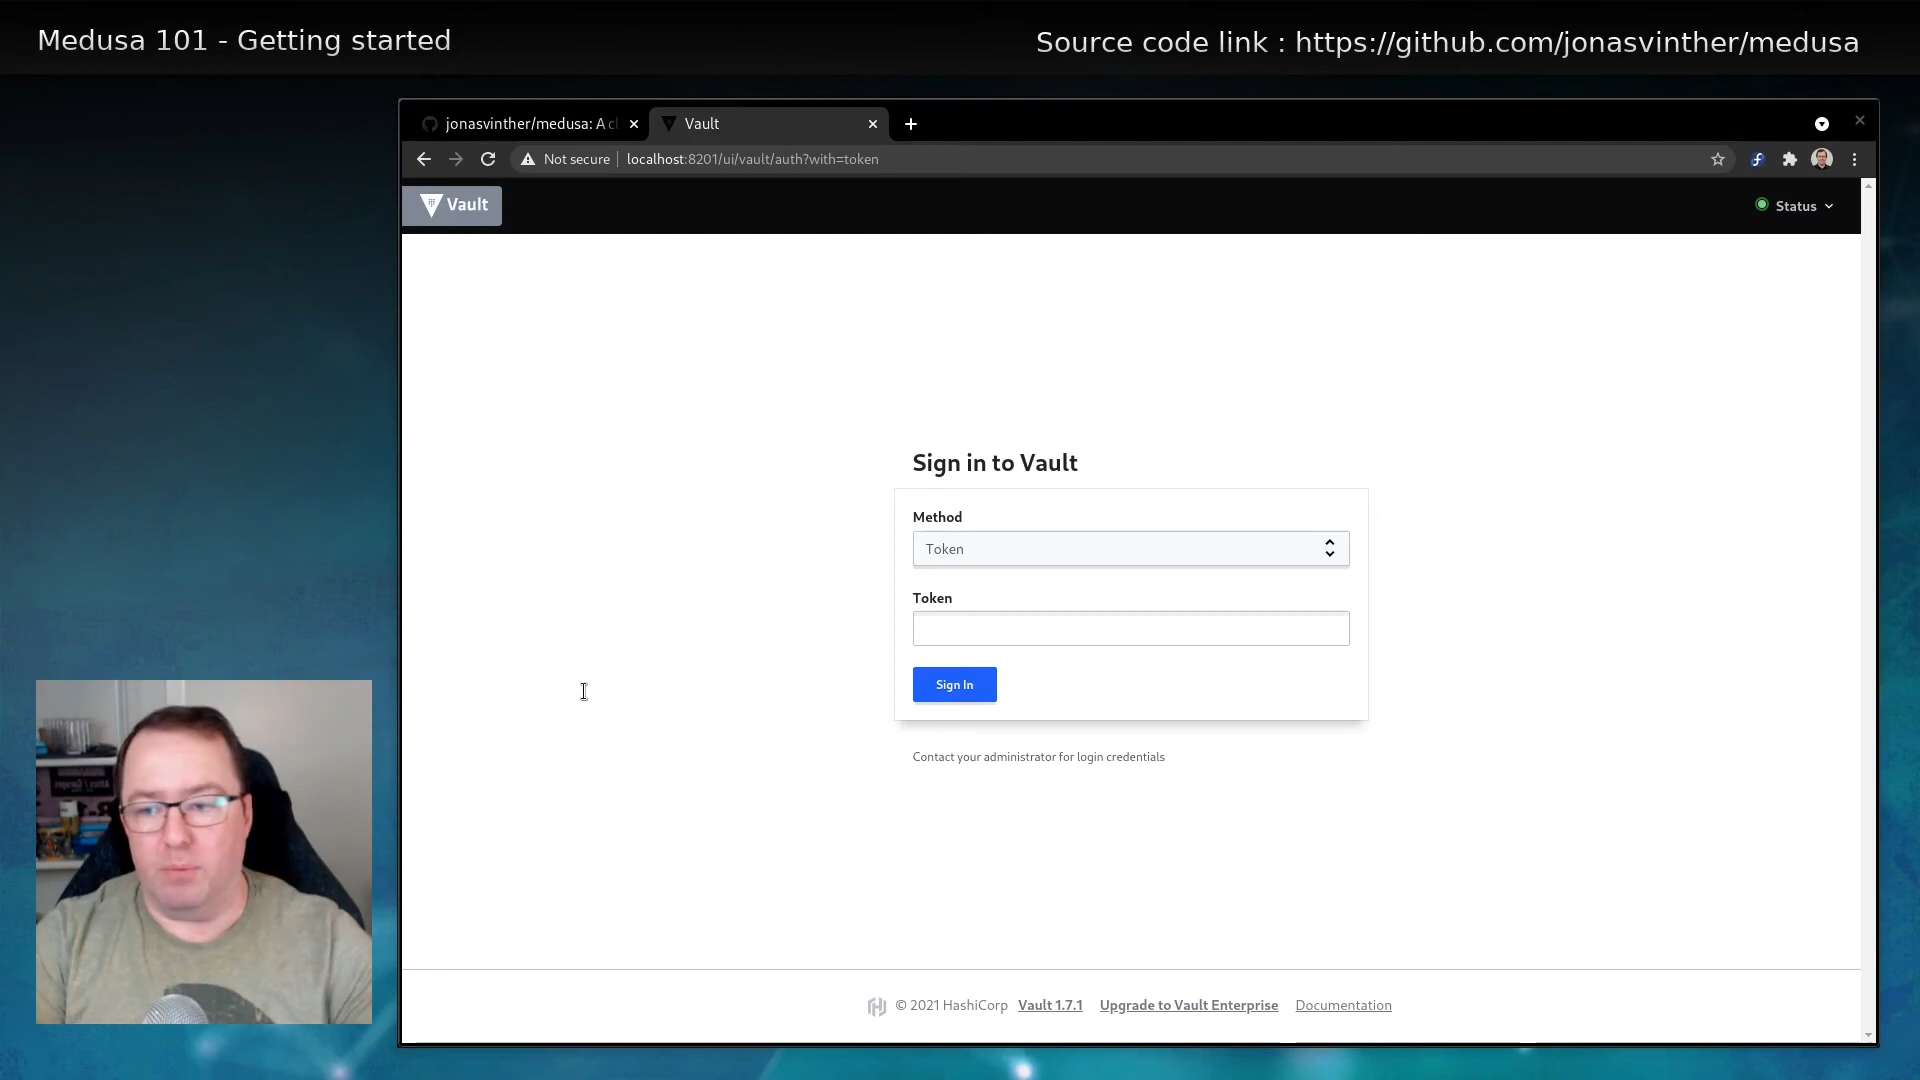 Medusa 101 - Getting started
Source code link : https://github.com/jonasvinther/medusa
jonasvinther/medusa: A cl
Vault
Not secure
localhost:8201/ui/vault/auth?with=token
Vault
Status
Sign in to Vault
Method
Token
Token
Sign In
Contact your administrator for login credentials
© 2021 HashiCorp Vault 1.7.1 Upgrade to Vault Enterprise Documentation